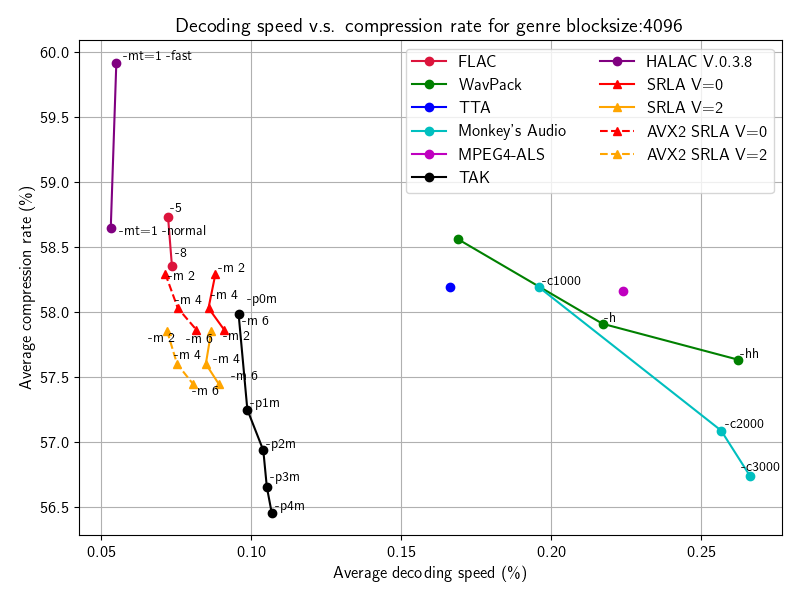 Decoding speed v.s. compression rate for genre blocksize:4096
60.0
59.5
59.0
58.5
58.0
57.5
57.0
56.5
Average compression rate (%)
FLAC
WavPack
TTA
Monkey's Audio
MPEG4-ALS
TAK
HALAC V.0.3.8
SRLA V=0
SRLA V=2
AVX2 SRLA V=0
AVX2 SRLA V=2
-mt=1 -fast
-mt=1 -normal
-5
-8
-m 2
-m 4
-m 6
-m 2
-m 4
-m 6
-m 2
-m 4
-m 6
-m 2
-m 4
-m 6
-p0m
-p1m
-p2m
-p3m
-p4m
-c1000
-h
-hh
-c2000
-c3000
0.05
0.10
0.15
0.20
0.25
Average decoding speed (%)